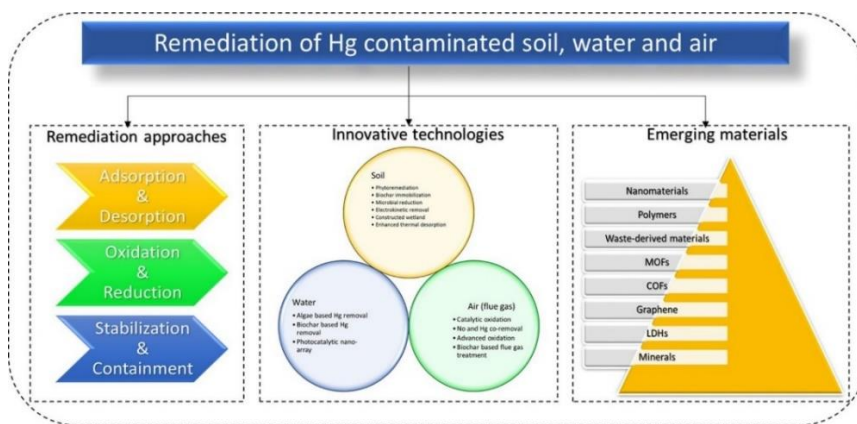 Remediation of Hg contaminated soil, water and air
Remediation approaches
Adsorption
&
Desorption
Oxidation
&
Reduction
Stabilization
&
Containment
Innovative technologies
Soil
• Phytoremediation
• Biochar immobilization
• Microbial reduction
• Electrokinetic removal
• Constructed wetland
• Enhanced thermal desorption
Water
• Algae based Hg removal
• Biochar based Hg
removal
• Photocatalytic nano-
array
Air (flue gas)
• Catalytic oxidation
• No and Hg co-removal
• Advanced oxidation
• Biochar based flue gas
treatment
Emerging materials
Nanomaterials
Polymers
Waste-derived materials
MOFs
COFs
Graphene
LDHs
Minerals